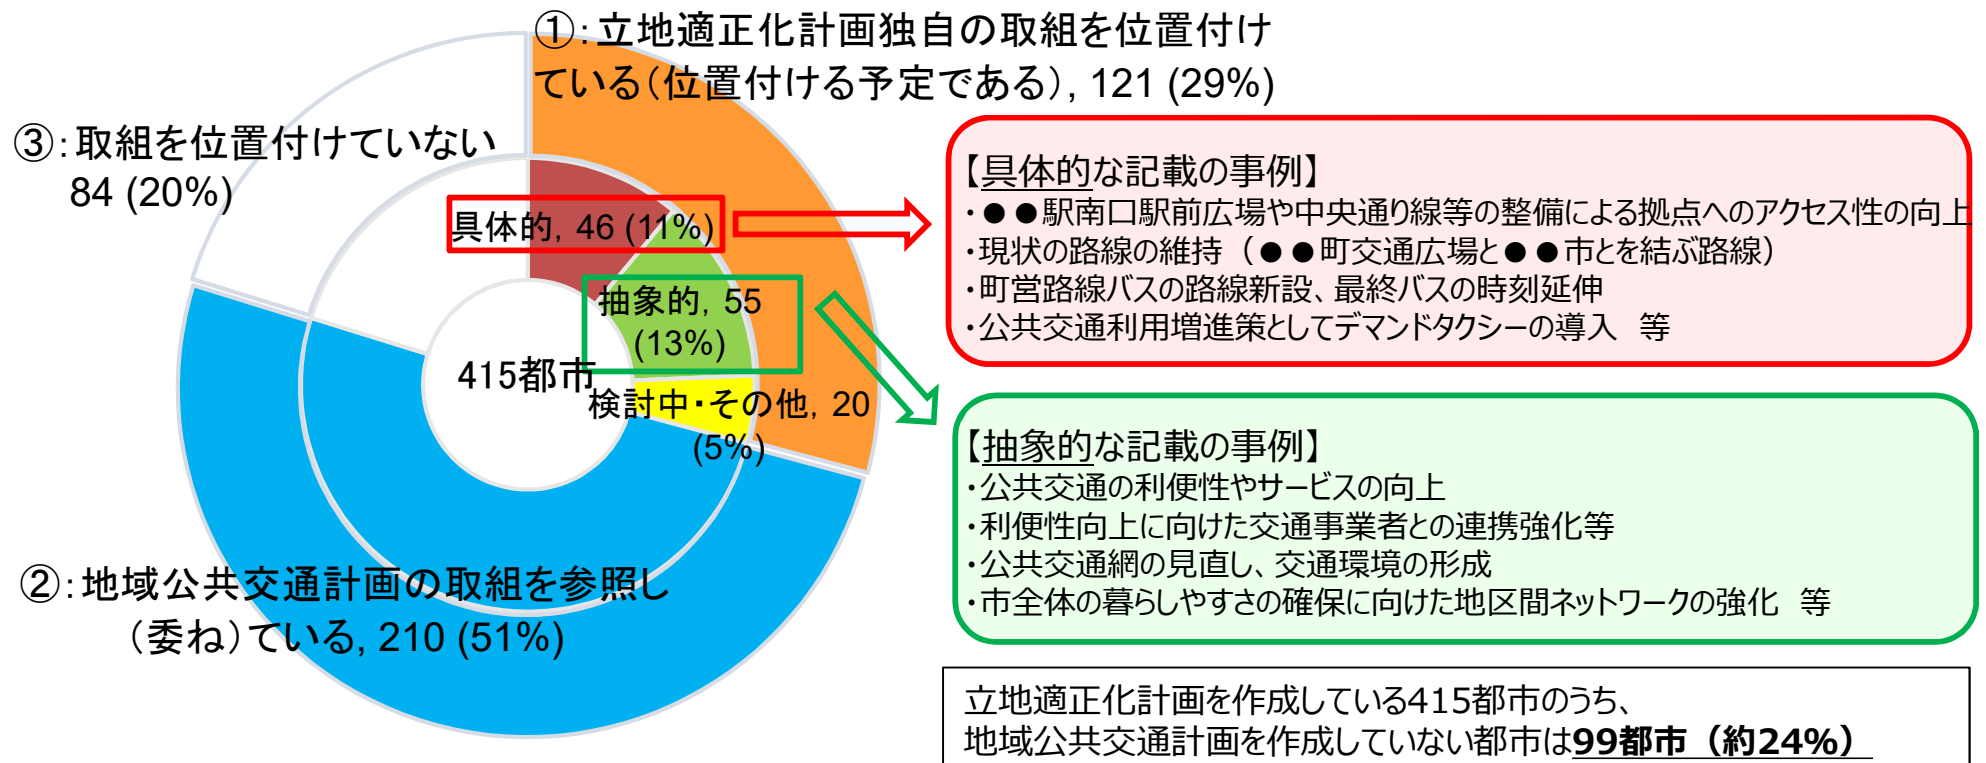 ①：立地適正化計画独自の取組を位置付け
ている（位置付ける予定である）, 121 (29%)
③：取組を位置付けていない
84 (20%)
具体的, 46 (11%)
抽象的, 55
(13%)
415都市
検討中・その他, 20
(5%)
②：地域公共交通計画の取組を参照し
（委ね）ている, 210 (51%)
【具体的な記載の事例】
・●●駅南口駅前広場や中央通り線等の整備による拠点へのアクセス性の向上
・現状の路線の維持（●●町交通広場と●●市とを結ぶ路線）
・町営路線バスの路線新設、最終バスの時刻延伸
・公共交通利用増進策としてデマンドタクシーの導入　等
【抽象的な記載の事例】
・公共交通の利便性やサービスの向上
・利便性向上に向けた交通事業者との連携強化等
・公共交通網の見直し、交通環境の形成
・市全体の暮らしやすさの確保に向けた地区間ネットワークの強化　等
立地適正化計画を作成している415都市のうち、
地域公共交通計画を作成していない都市は99都市（約24%）